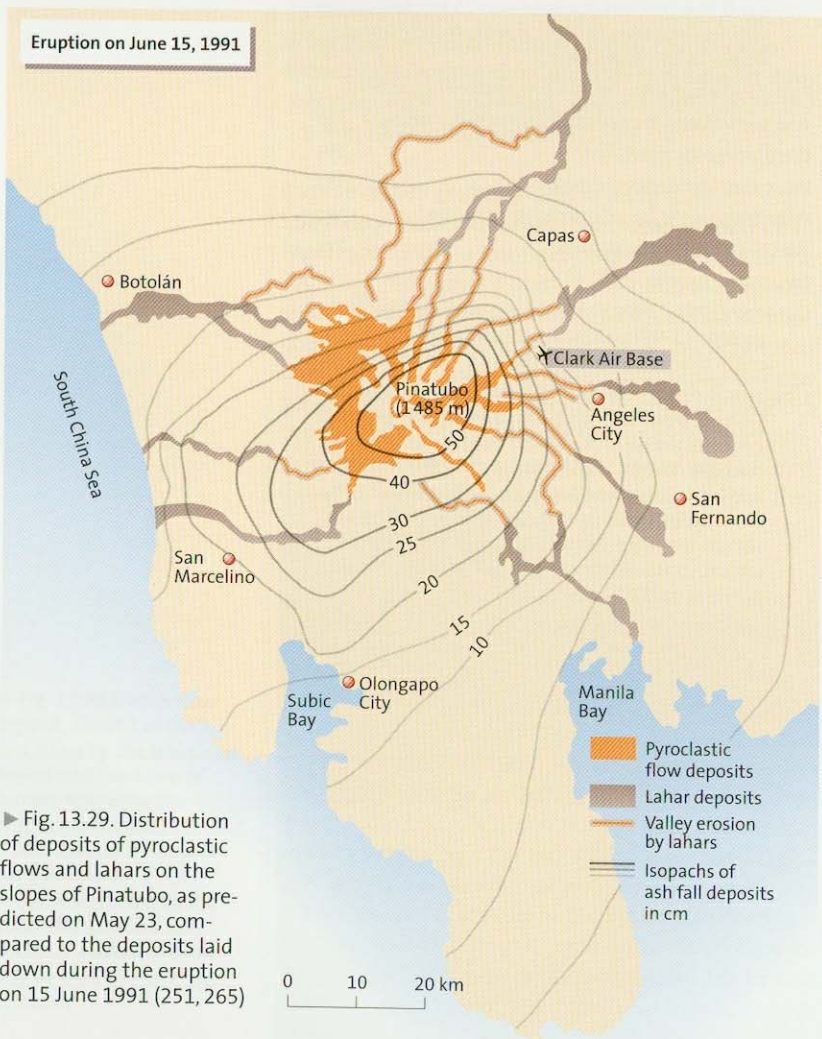 Eruption on June 15, 1991
Capas
Botolán
Clark Air Base
Pinatubo
(1485 m)
Angeles
City
South China Sea
50
40
San
Fernando
30
San
Marcelino
25
20
15
10
Olongapo
City
Subic
Bay
Manila
Bay
Pyroclastic
flow deposits
Lahar deposits
Valley erosion
by lahars
Isopachs of
ash fall deposits
in cm
▶ Fig. 13.29. Distribution
of deposits of pyroclastic
flows and lahars on the
slopes of Pinatubo, as pre-
dicted on May 23, com-
pared to the deposits laid
down during the eruption
on 15 June 1991 (251, 265)
0 10 20 km